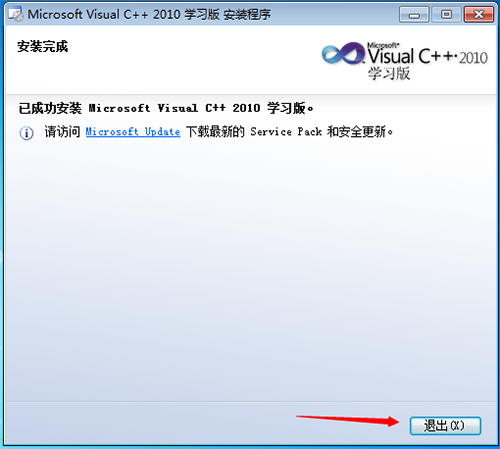 Microsoft Visual C++ 2010 学习版 安装程序
安装完成
Microsoft®
Visual C++ 2010
学习版
已成功安装 Microsoft Visual C++ 2010 学习版。
请访问 Microsoft Update 下载最新的 Service Pack 和安全更新。
退出(X)